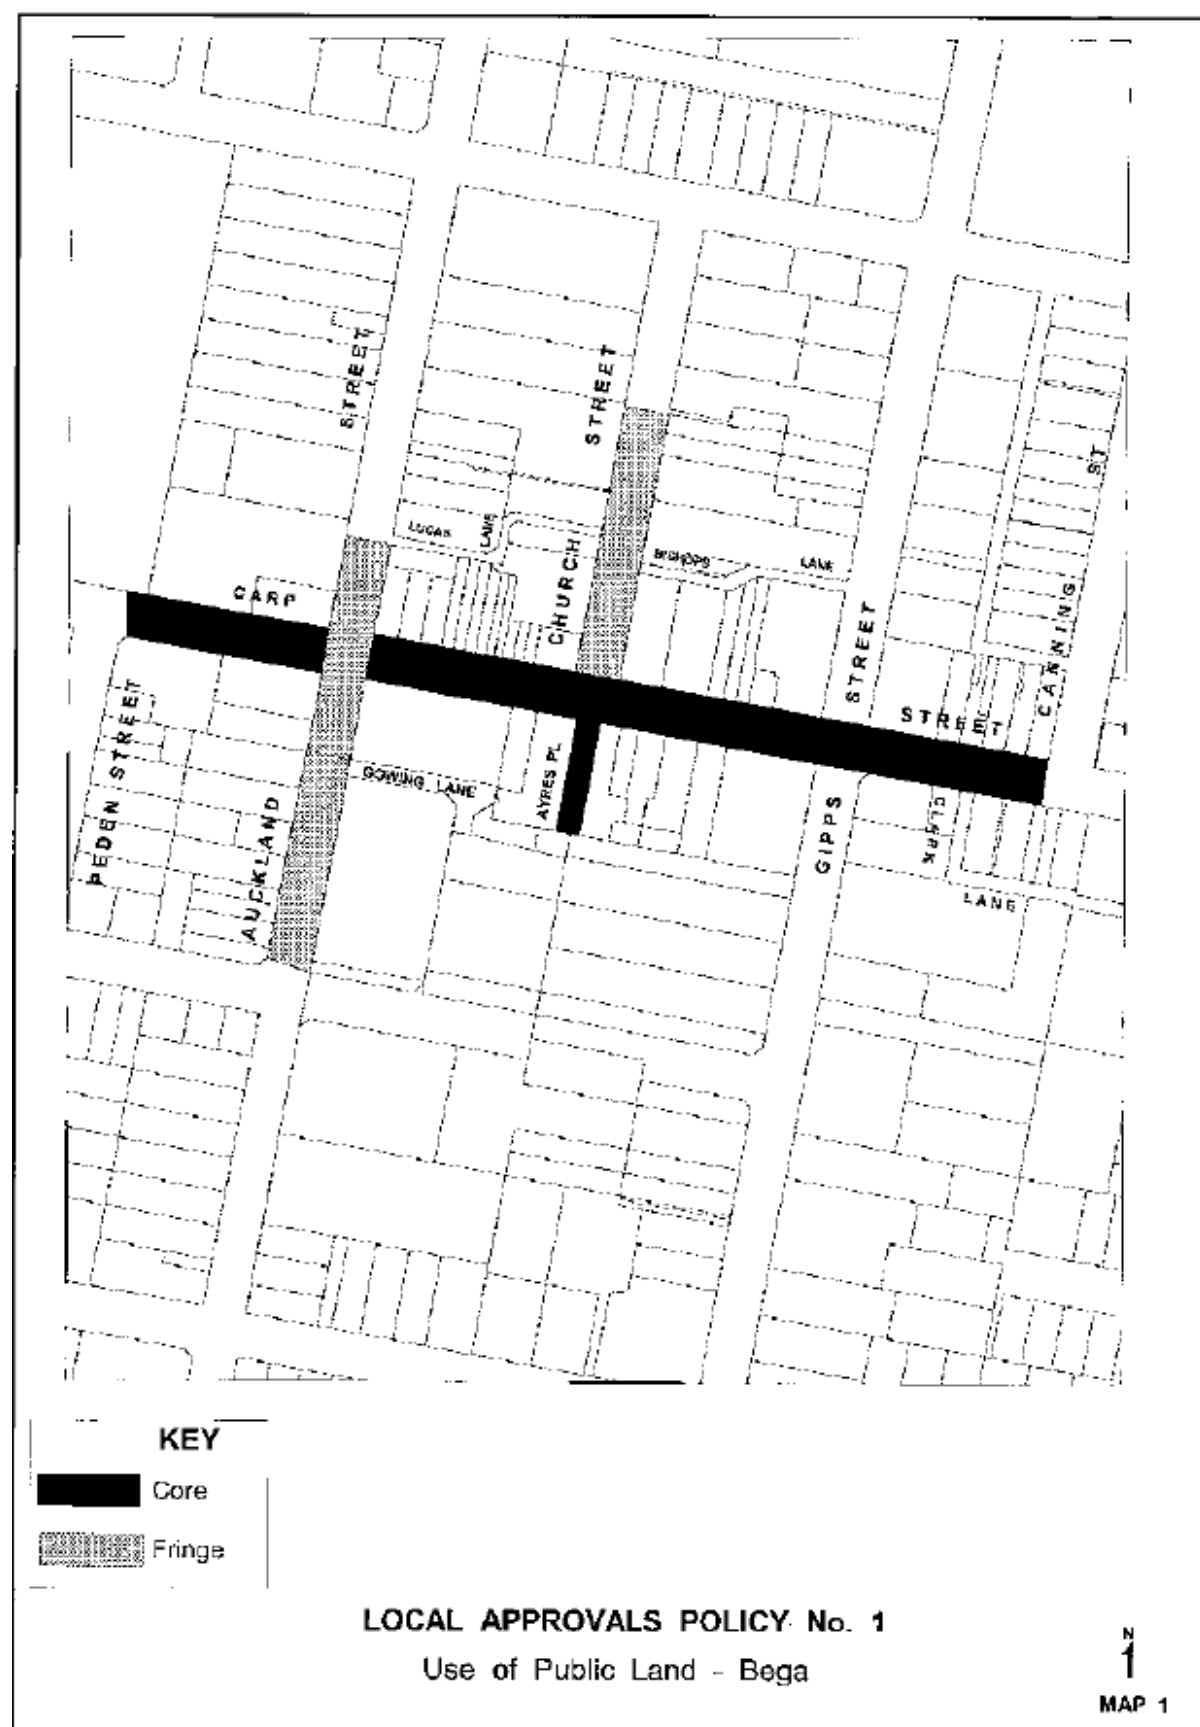 STREET
STREET
ST
LUCAS
LANE
CHURCH
BISHOPS
LANE
CARP
STREET
STREET
CANNING
PEDEN STREET
AUCKLAND
GOWING LANE
AYRES PL
GIPPS
CLARK
LANE
KEY
Core
Fringe
LOCAL APPROVALS POLICY No. 1
Use of Public Land - Bega
N
MAP 1